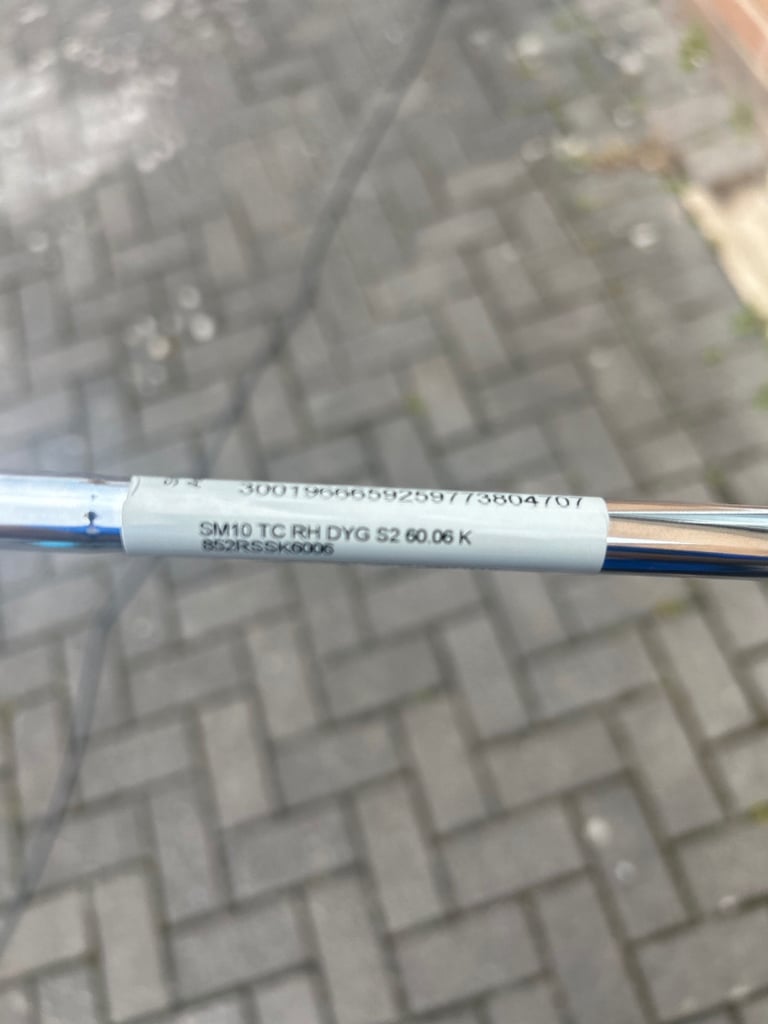 3001966659259773804707
SM10 TC RH DYG S2 60.06 K
852RSSK6006